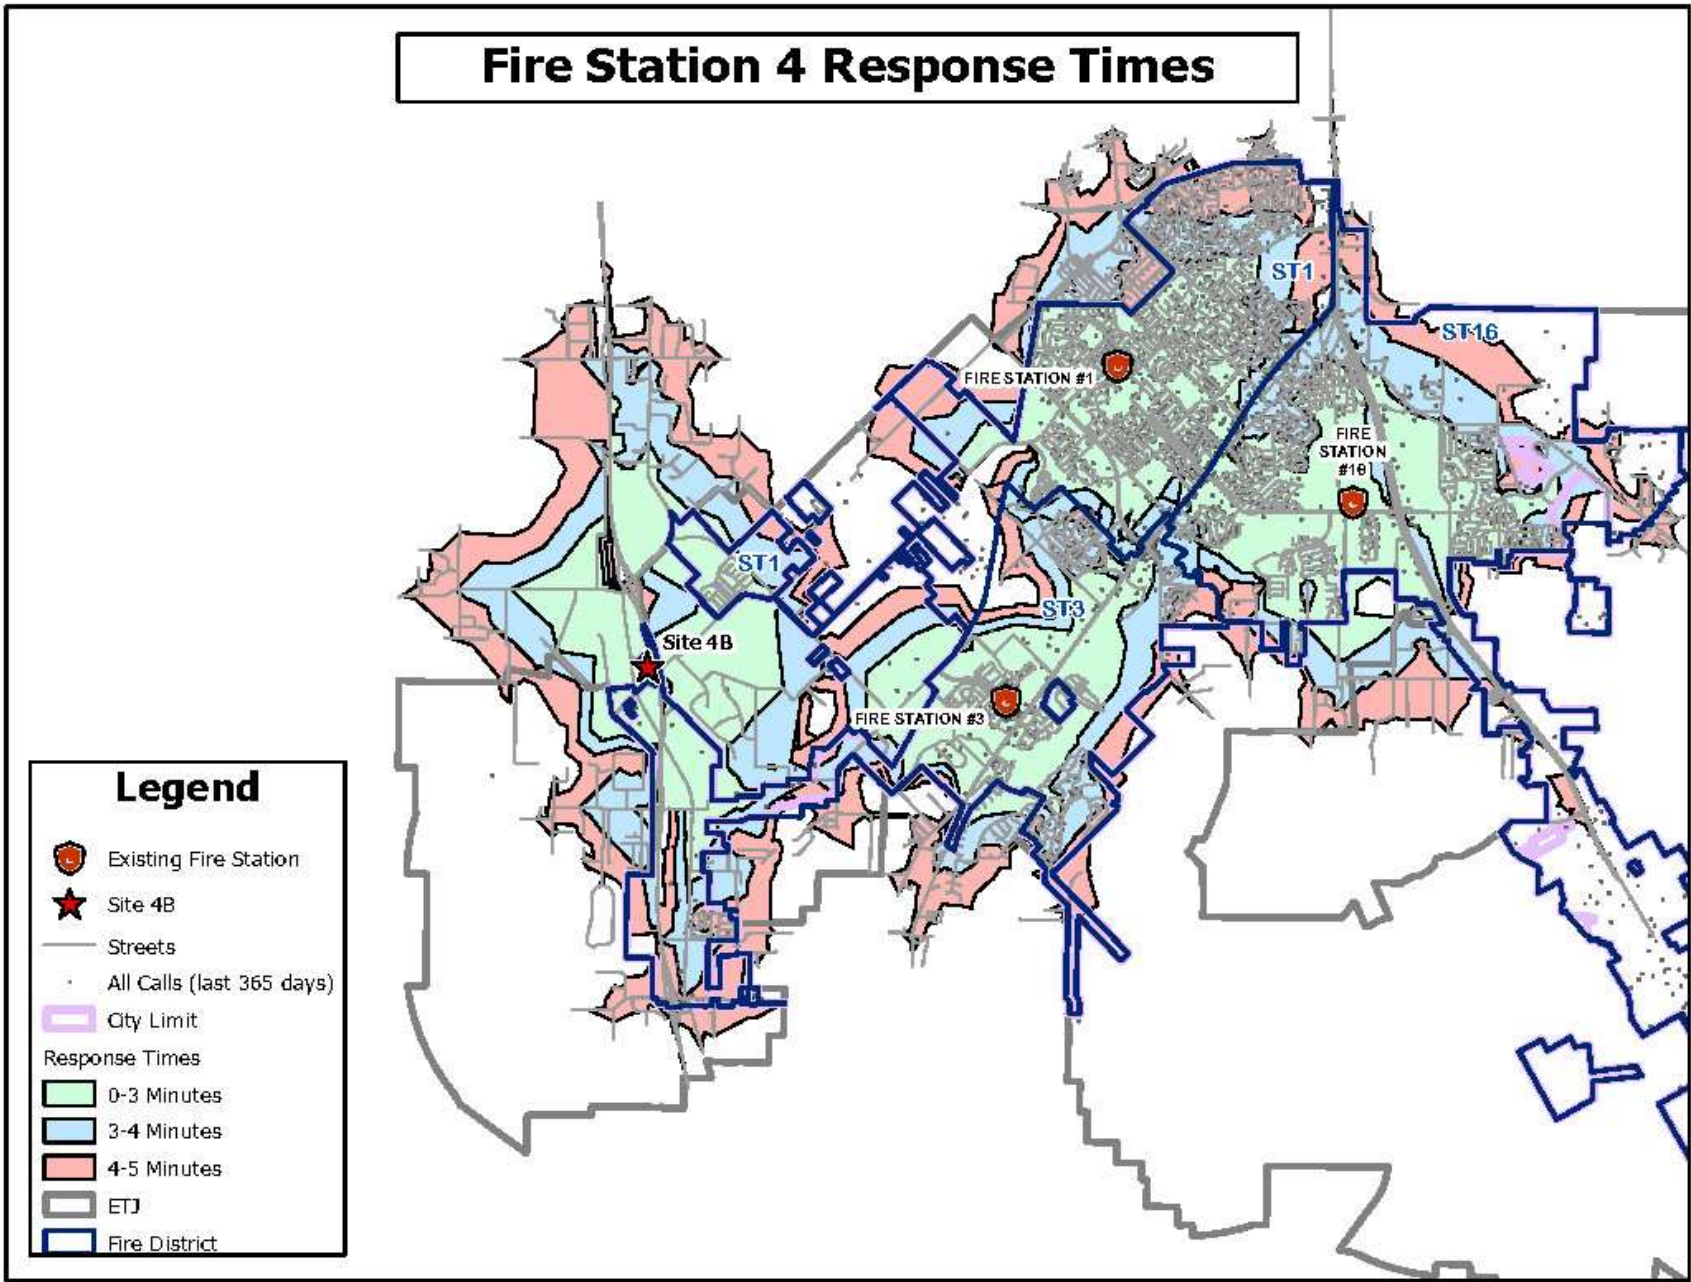 Fire Station 4 Response Times
ST1
ST16
FIRE STATION #1
FIRE
STATION
#16
ST1
ST3
Site 4B
FIRE STATION #3
Legend
Existing Fire Station
Site 4B
Streets
All Calls (last 365 days)
City Limit
Response Times
0-3 Minutes
3-4 Minutes
4-5 Minutes
ETJ
Fire District